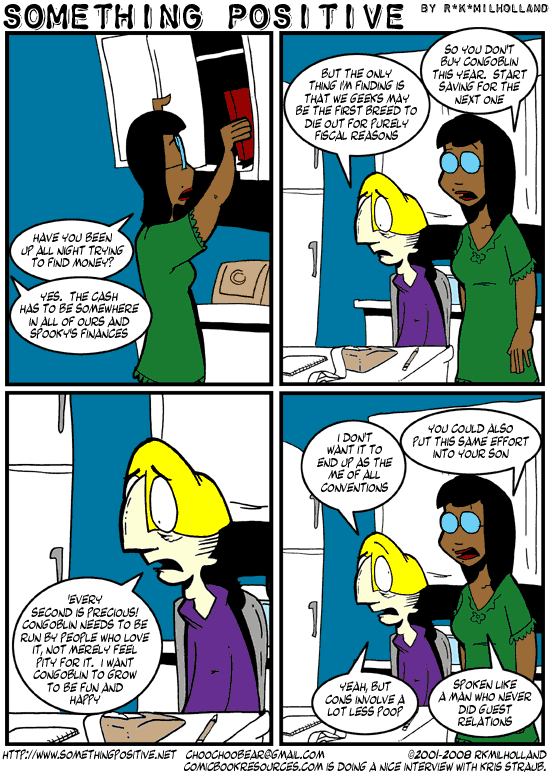 SOMETHING POSITIVE BY R*K*MILHOLLAND
HAVE YOU BEEN
UP ALL NIGHT TRYING
TO FIND MONEY?
YES. THE CASH
HAS TO BE SOMEWHERE
IN ALL OF OURS AND
SPOOKY'S FINANCES
BUT THE ONLY
THING I'M FINDING IS
THAT WE GEEKS MAY
BE THE FIRST BREED TO
DIE OUT FOR PURELY
FISCAL REASONS
SO YOU DON'T
BUY CONGOBLIN
THIS YEAR. START
SAVING FOR THE
NEXT ONE
EVERY
SECOND IS PRECIOUS!
CONGOBLIN NEEDS TO BE
RUN BY PEOPLE WHO LOVE
IT, NOT MERELY FEEL
PITY FOR IT. I WANT
CONGOBLIN TO GROW
TO BE FUN AND
HAPPY
I DON'T
WANT IT TO
END UP AS THE
ME OF ALL
CONVENTIONS
YOU COULD ALSO
PUT THIS SAME EFFORT
INTO YOUR SON
YEAH, BUT
CONS INVOLVE A
LOT LESS POOP
SPOKEN LIKE
A MAN WHO NEVER
DID GUEST
RELATIONS
HTTP://WWW.SOMETHINGPOSITIVE.NET CHOOCHOOBEAR@GMAIL.COM ©2001-2008 RKMILHOLLAND
COMICBOOKRESOURCES.COM IS DOING A NICE INTERVIEW WITH KRIS STRAUB.